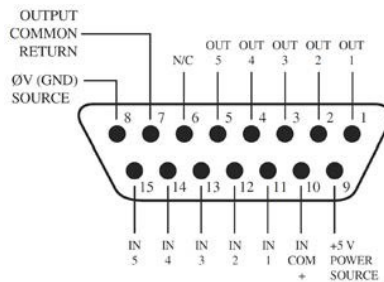 OUTPUT
COMMON
RETURN
ØV (GND)
SOURCE
N/C
OUT
5
OUT
4
OUT
3
OUT
2
OUT
1
8 7 6 5 4 3 2 1
15 14 13 12 11 10 9
IN
5
IN
4
IN
3
IN
2
IN
1
IN
COM
+
+5 V
POWER
SOURCE